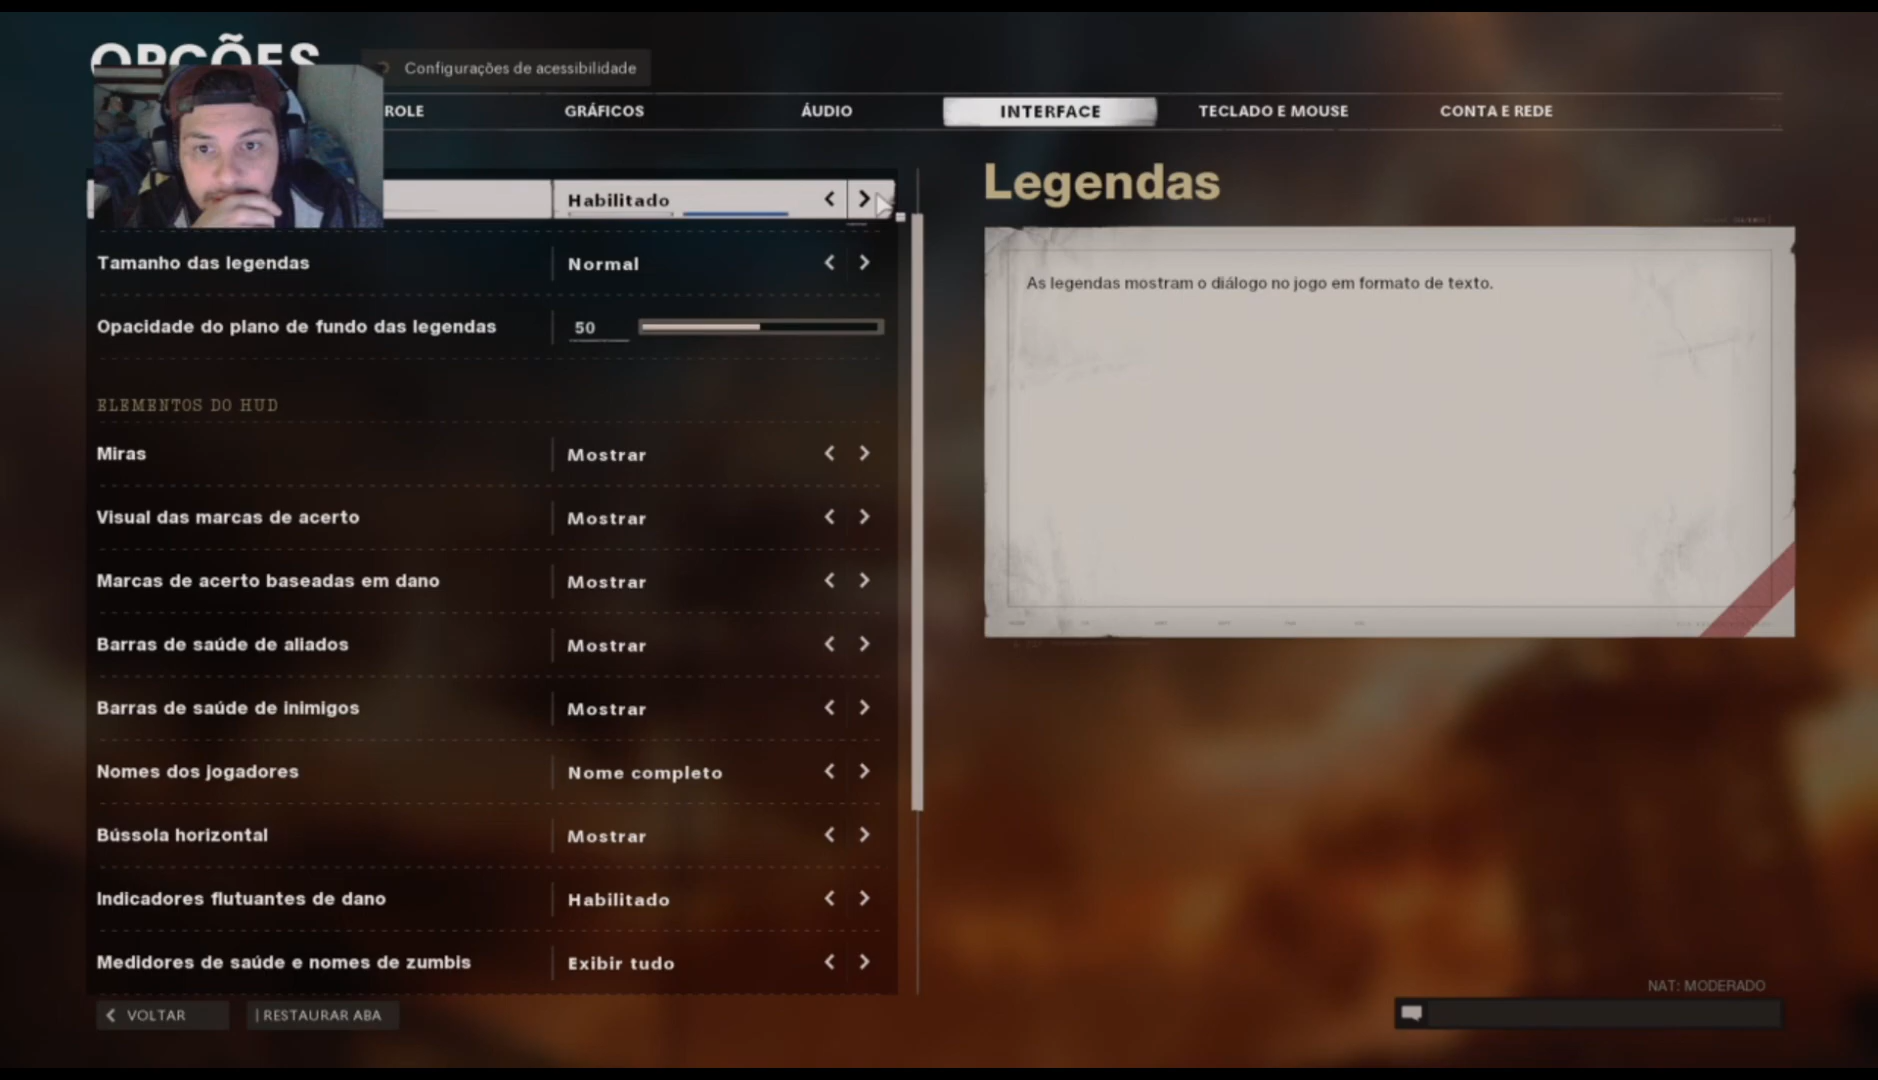 OPÇÕES
Configurações de acessibilidade
ROLE
GRÁFICOS
ÁUDIO
INTERFACE
TECLADO E MOUSE
CONTA E REDE
Habilitado
Tamanho das legendas
Normal
Opacidade do plano de fundo das legendas
50
ELEMENTOS DO HUD
Miras
Mostrar
Visual das marcas de acerto
Mostrar
Marcas de acerto baseadas em dano
Mostrar
Barras de saúde de aliados
Mostrar
Barras de saúde de inimigos
Mostrar
Nomes dos jogadores
Nome completo
Bússola horizontal
Mostrar
Indicadores flutuantes de dano
Habilitado
Medidores de saúde e nomes de zumbis
Exibir tudo
VOLTAR
RESTAURAR ABA
Legendas
As legendas mostram o diálogo no jogo em formato de texto.
NAT: MODERADO